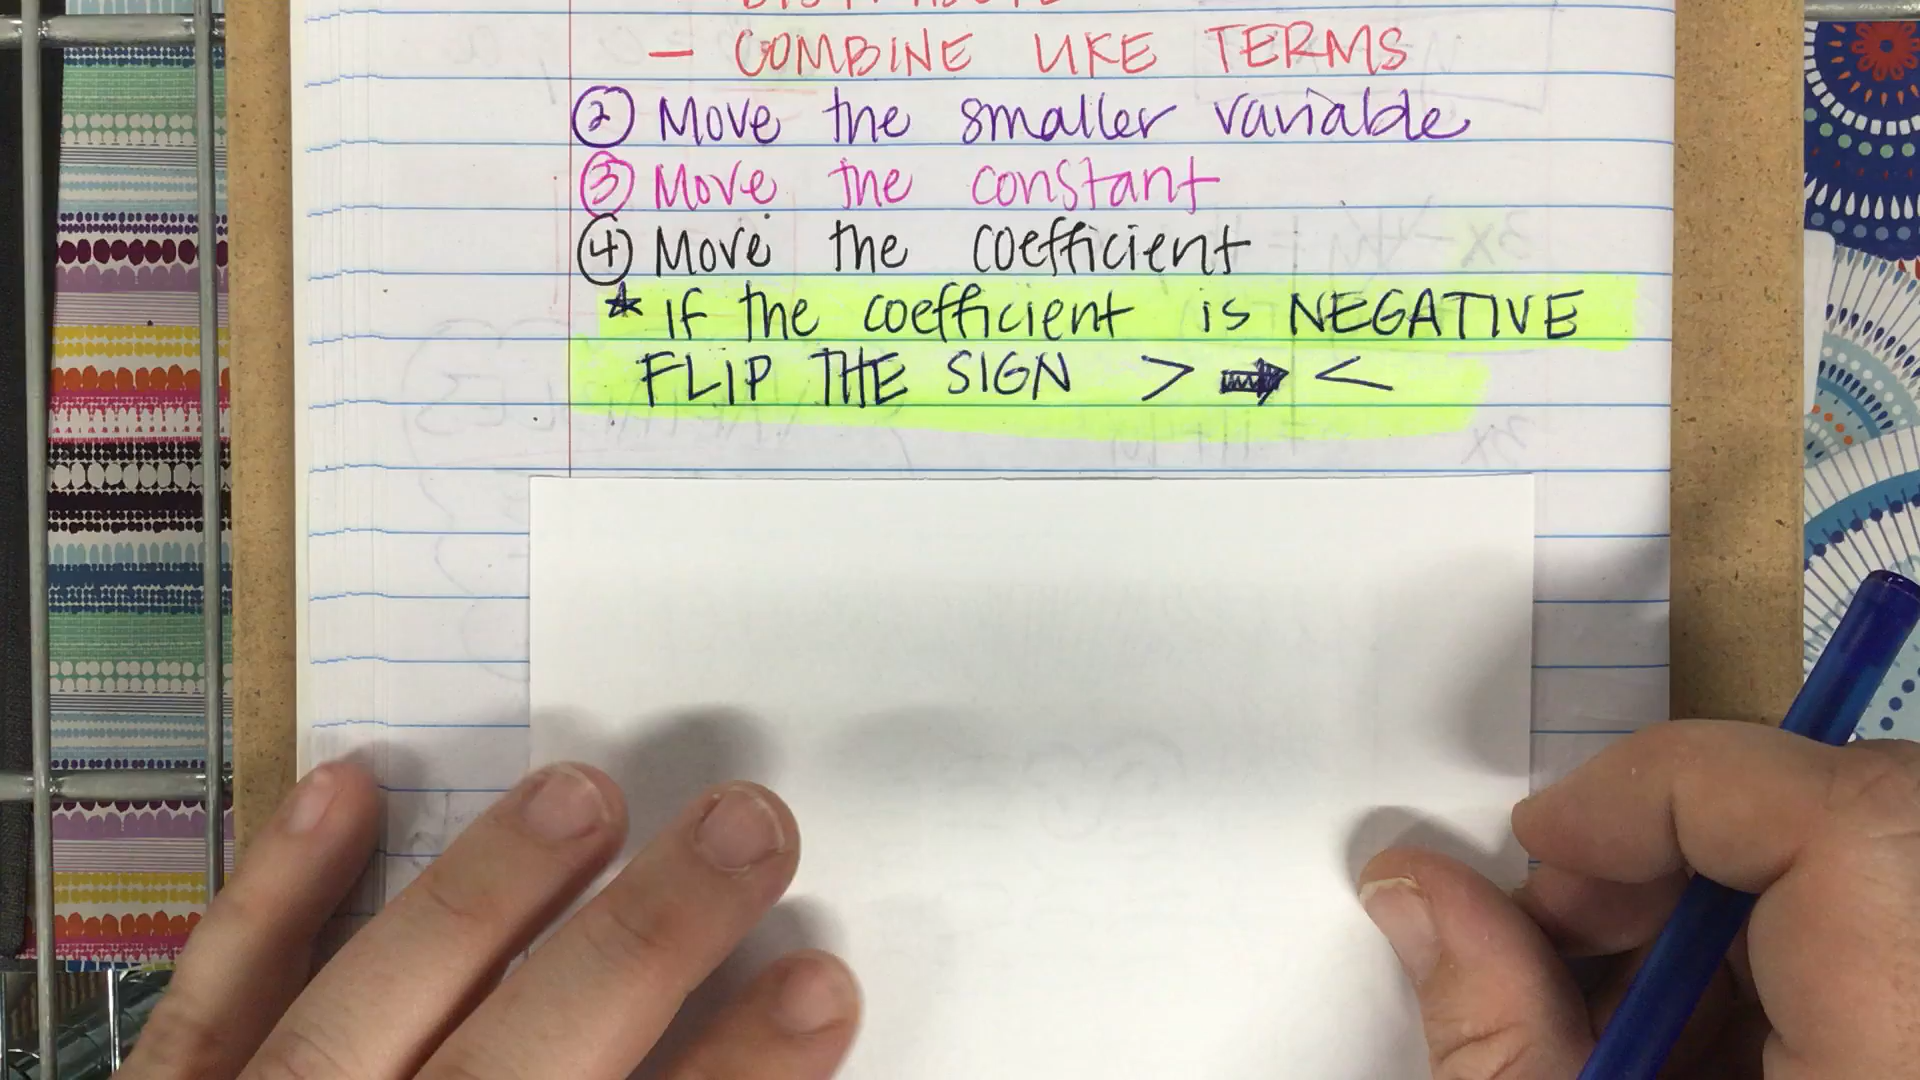 — COMBINE LIKE TERMS
② Move the smaller variable
③ Move the constant
④ Move the coefficient
* If the coefficient is NEGATIVE
FLIP THE SIGN > ➡ <